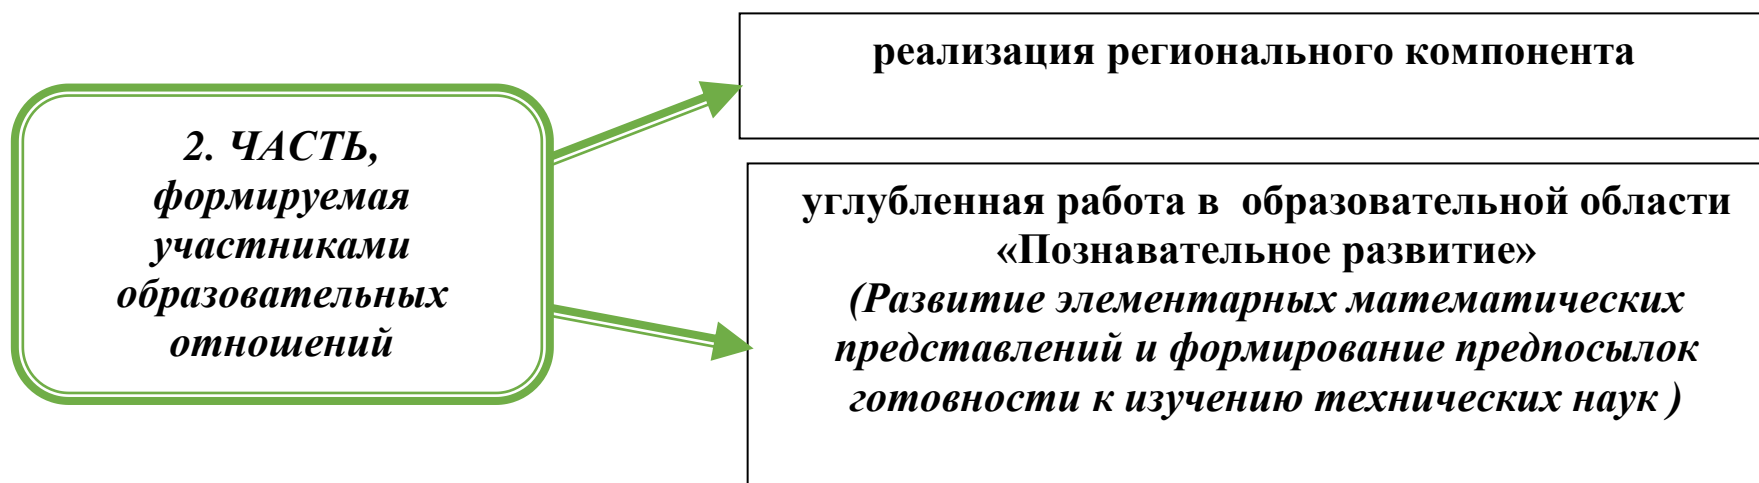 2. ЧАСТЬ,
формируемая
участниками
образовательных
отношений
реализация регионального компонента
углубленная работа в образовательной области
«Познавательное развитие»
(Развитие элементарных математических
представлений и формирование предпосылок
готовности к изучению технических наук )